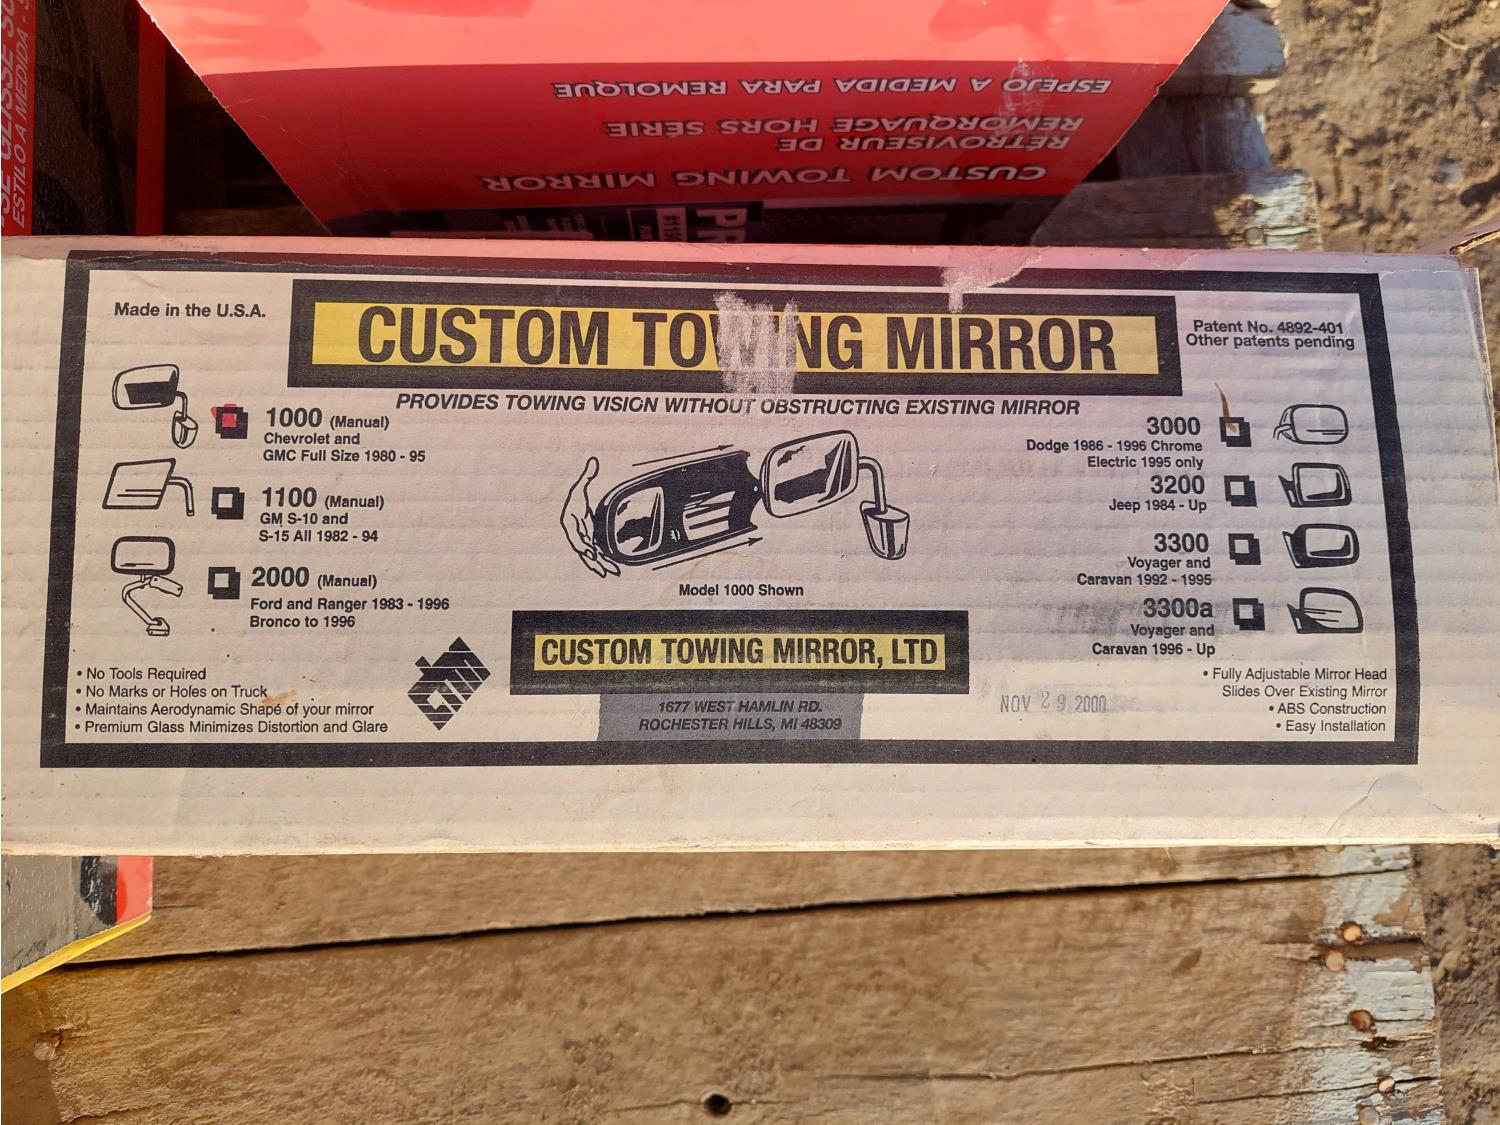 SE GLISSE
ESTILO A MEDIDA -
ESPEJO A MEDIDA PARA REMOLQUE
REMORQUAGE HORS SÉRIE
RÉTROVISEUR DE
CUSTOM TOWING MIRROR
Made in the U.S.A.
CUSTOM TOWING MIRROR
Patent No. 4892-401
Other patents pending
PROVIDES TOWING VISION WITHOUT OBSTRUCTING EXISTING MIRROR
1000 (Manual)
Chevrolet and
GMC Full Size 1980 - 95
1100 (Manual)
GM S-10 and
S-15 All 1982 - 94
2000 (Manual)
Ford and Ranger 1983 - 1996
Bronco to 1996
• No Tools Required
• No Marks or Holes on Truck
• Maintains Aerodynamic Shape of your mirror
• Premium Glass Minimizes Distortion and Glare
Model 1000 Shown
CTM
CUSTOM TOWING MIRROR, LTD
1677 WEST HAMLIN RD.
ROCHESTER HILLS, MI 48309
3000
Dodge 1986 - 1996 Chrome
Electric 1995 only
3200
Jeep 1984 - Up
3300
Voyager and
Caravan 1992 - 1995
3300a
Voyager and
Caravan 1996 - Up
NOV 29 2000
• Fully Adjustable Mirror Head
Slides Over Existing Mirror
• ABS Construction
• Easy Installation